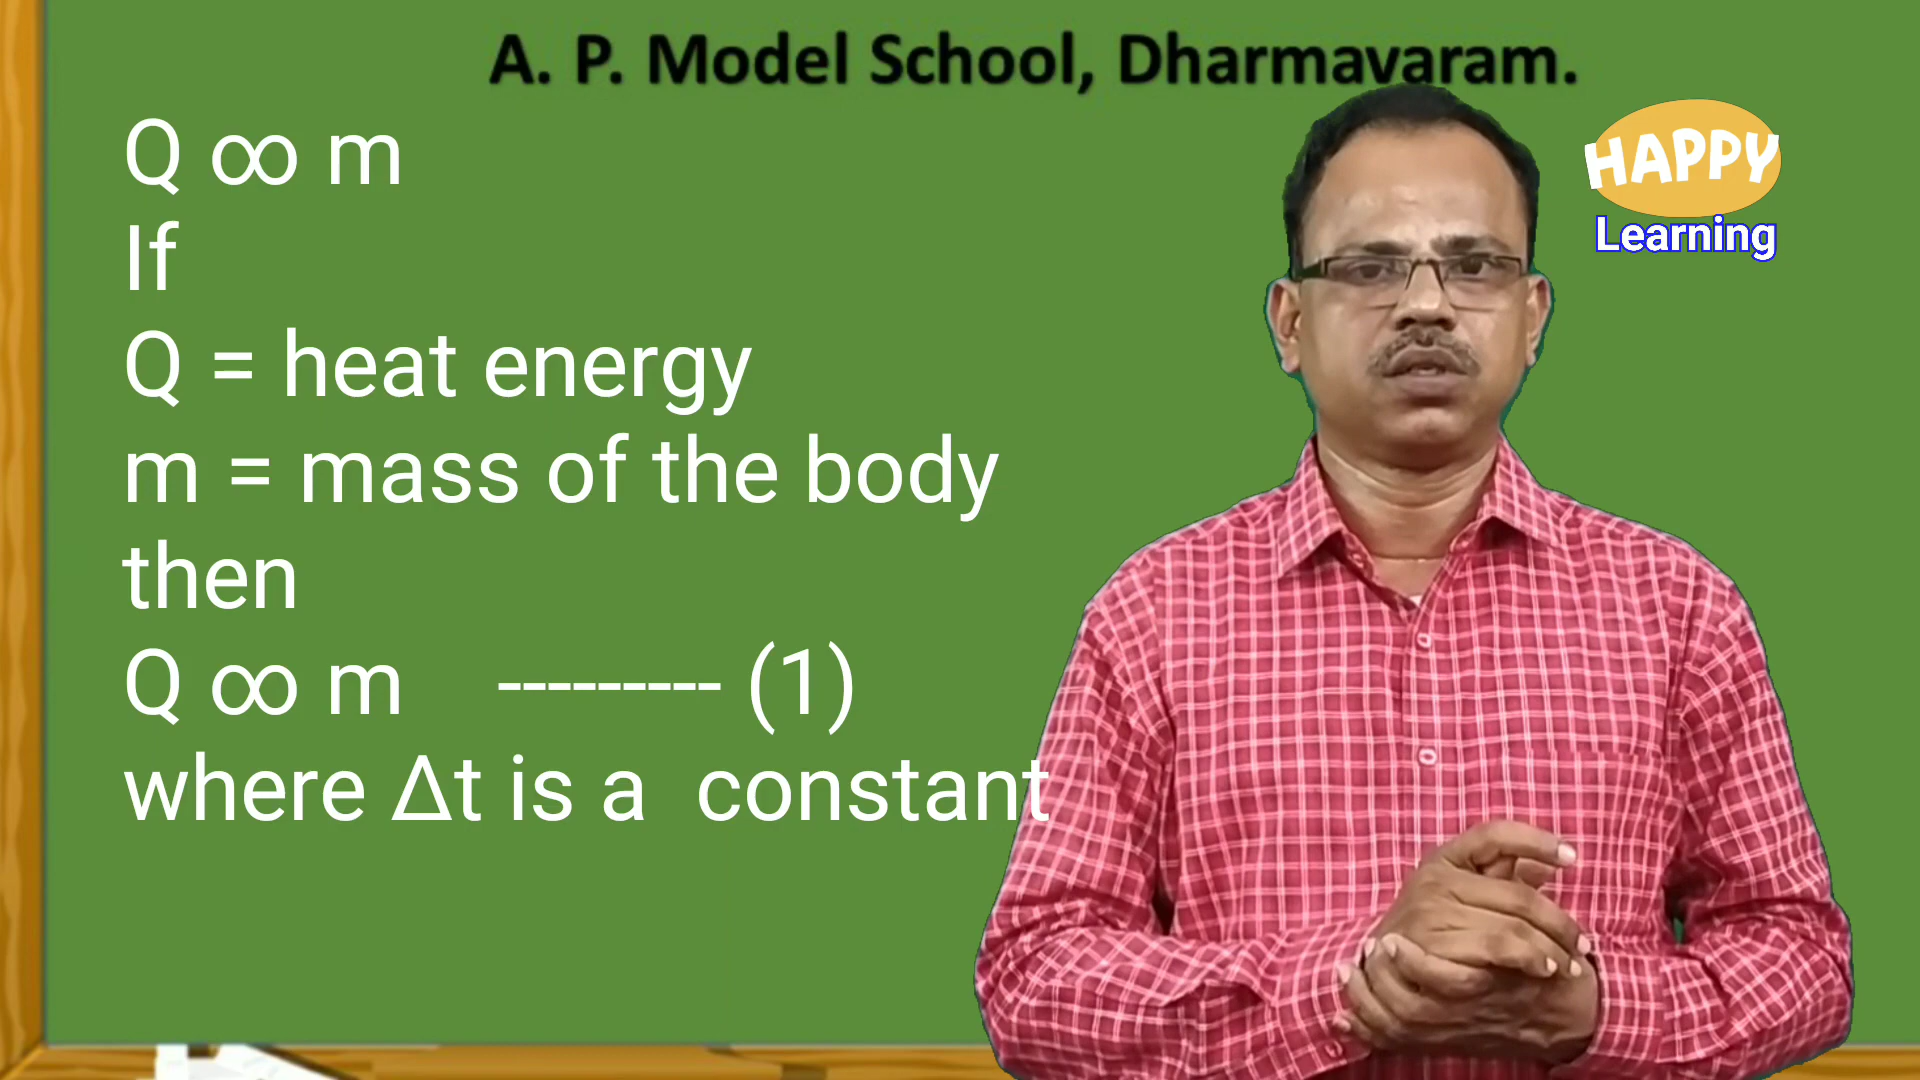 A. P. Model School, Dharmavaram.
HAPPY
Learning
Q ∞ m
If
Q = heat energy
m = mass of the body
then
Q ∞ m --------- (1)
where Δt is a constant